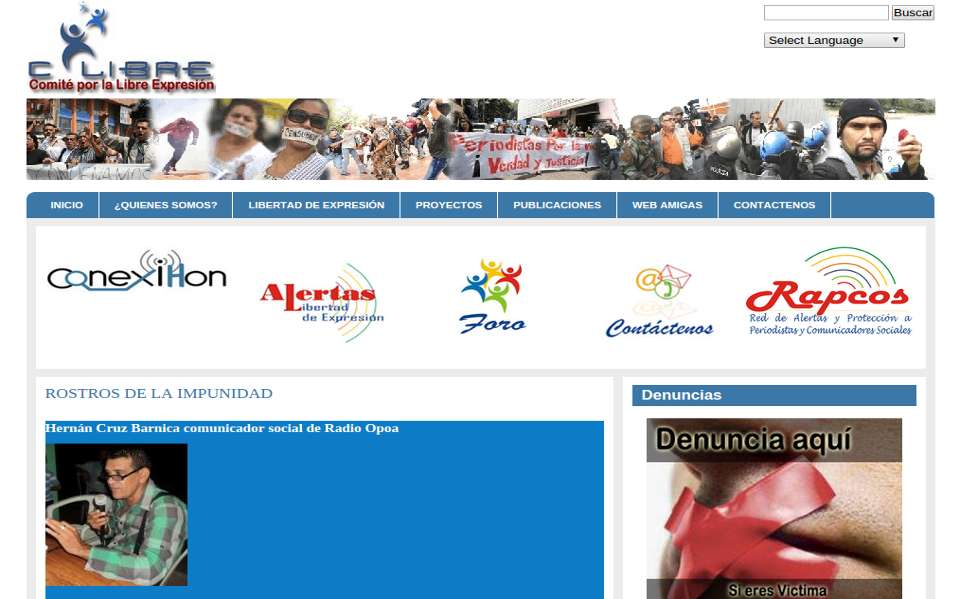 C LIBRE
Comité por la Libre Expresión
Buscar
Select Language
CENSURADA
Periodistas Por la
¡ Verdad y Justicia!
INICIO
¿QUIENES SOMOS?
LIBERTAD DE EXPRESIÓN
PROYECTOS
PUBLICACIONES
WEB AMIGAS
CONTACTENOS
ConexiHon
Alertas
Libertad
de Expresión
Foro
Contáctenos
Rapcos
Red de Alertas y Protección a
Periodistas y Comunicadores Sociales
ROSTROS DE LA IMPUNIDAD
Hernán Cruz Barnica comunicador social de Radio Opoa
Denuncias
Denuncia aquí
Si eres Víctima